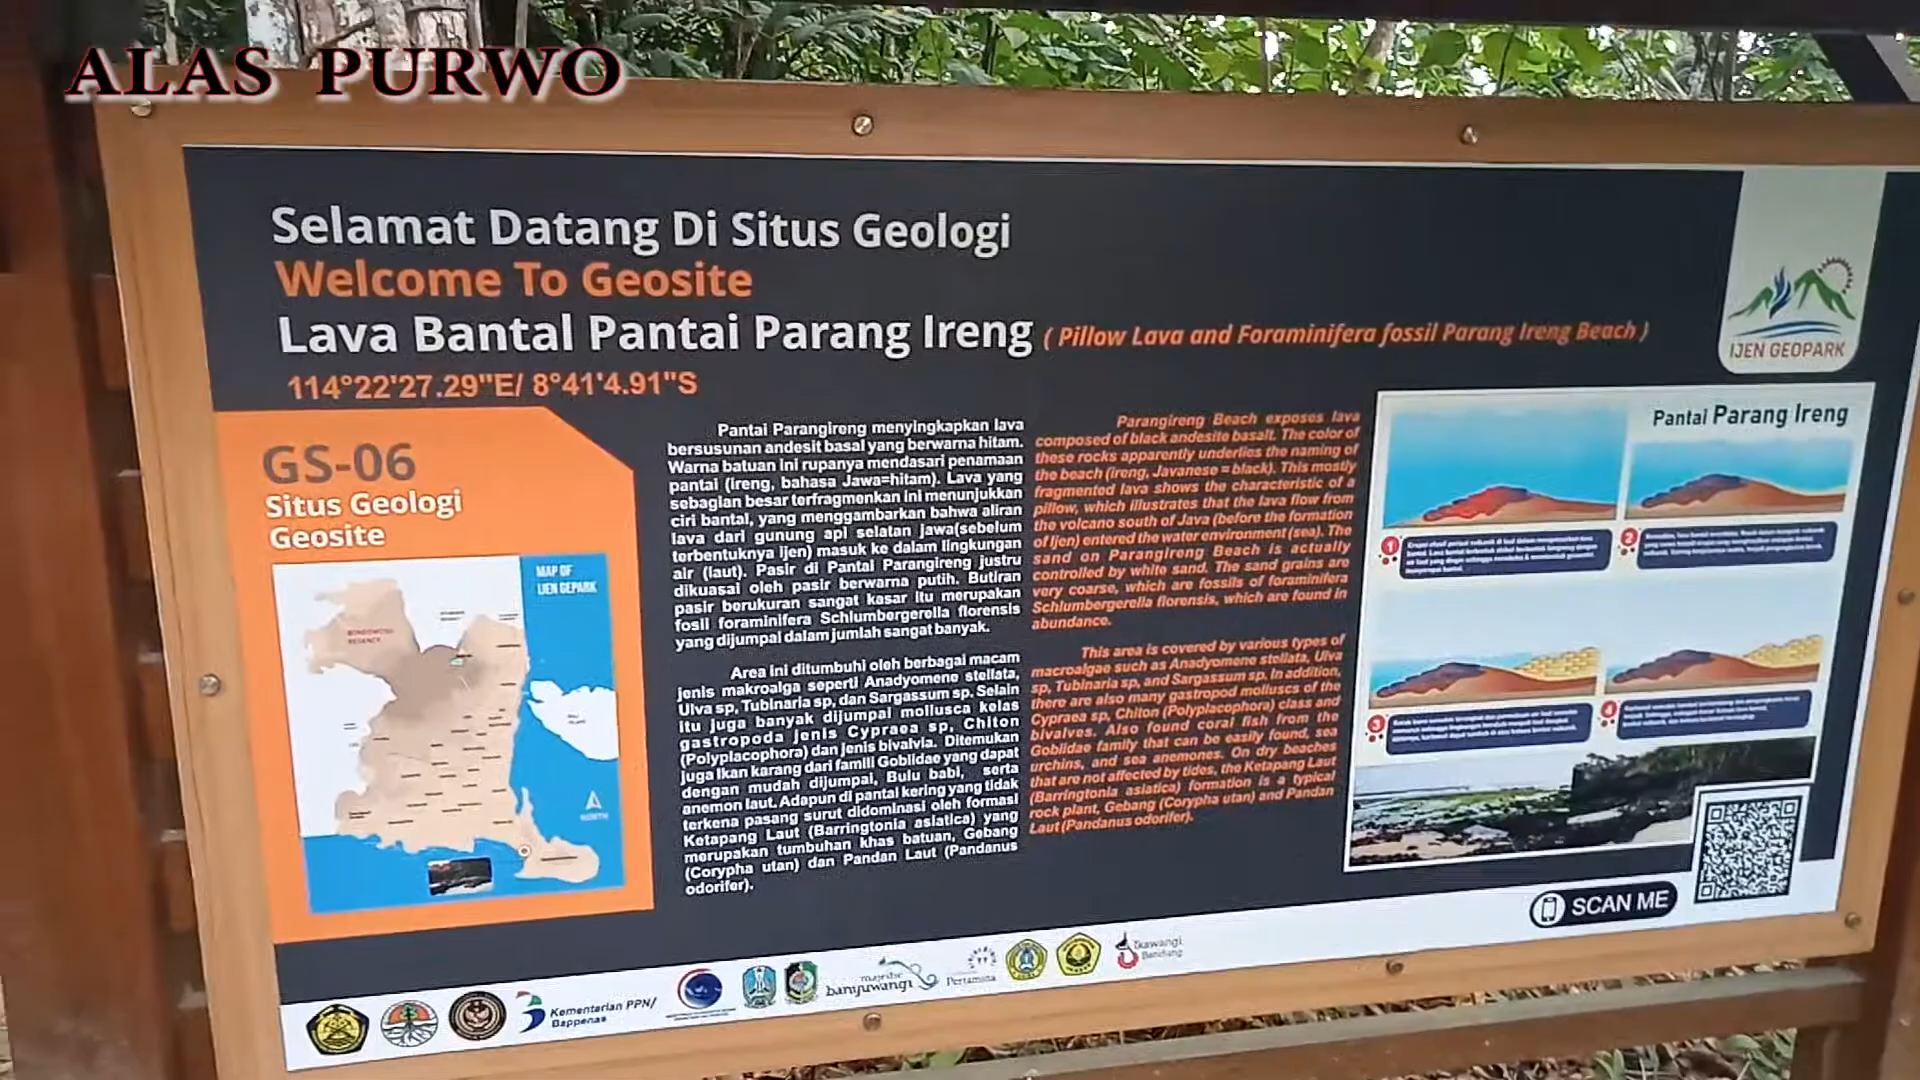 ALAS PURWO
Selamat Datang Di Situs Geologi
Welcome To Geosite
Lava Bantal Pantai Parang Ireng ( Pillow Lava and Foraminifera fossil Parang Ireng Beach )
114°22'27.29"E/ 8°41'4.91"S
IJEN GEOPARK
GS-06
Situs Geologi
Geosite
MAP OF
IJEN GEPARK
NORTH
Pantai Parangireng menyingkapkan lava
bersusunan andesit basal yang berwarna hitam.
Warna batuan ini rupanya mendasari penamaan
pantai (ireng, bahasa Jawa=hitam). Lava yang
sebagian besar terfragmenkan ini menunjukkan
ciri bantal, yang menggambarkan bahwa aliran
lava dari gunung api selatan jawa(sebelum
terbentuknya Ijen) masuk ke dalam lingkungan
air (laut). Pasir di Pantai Parangireng justru
dikuasai oleh pasir berwarna putih. Butiran
pasir berukuran sangat kasar itu merupakan
fosil foraminifera Schlumbergerella florensis
yang dijumpai dalam jumlah sangat banyak.
Area ini ditumbuhi oleh berbagai macam
jenis makroalga seperti Anadyomene stellata,
Ulva sp, Tubinaria sp, dan Sargassum sp. Selain
itu juga banyak dijumpai mollusca kelas
gastropoda jenis Cypraea sp, Chiton
(Polyplacophora) dan jenis bivalvia. Ditemukan
juga ikan karang dari famili Gobiidae yang dapat
dengan mudah dijumpai, Bulu babi, serta
anemon laut. Adapun di pantai kering yang tidak
terkena pasang surut didominasi oleh formasi
Ketapang Laut (Barringtonia asiatica) yang
merupakan tumbuhan khas batuan, Gebang
(Corypha utan) dan Pandan Laut (Pandanus
odorifer).
Parangireng Beach exposes lava
composed of black andesite basalt. The color of
these rocks apparently underlies the naming of
the beach (ireng, Javanese = black). This mostly
fragmented lava shows the characteristic of a
pillow, which illustrates that the lava flow from
the volcano south of Java (before the formation
of Ijen) entered the water environment (sea). The
sand on Parangireng Beach is actually
controlled by white sand. The sand grains are
very coarse, which are fossils of foraminifera
Schlumbergerella florensis, which are found in
abundance.
This area is covered by various types of
macroalgae such as Anadyomene stellata, Ulva
sp, Tubinaria sp, and Sargassum sp. In addition,
there are also many gastropod molluscs of the
Cypraea sp, Chiton (Polyplacophora) class and
bivalves. Also found coral fish from the
Gobiidae family that can be easily found, sea
urchins, and sea anemones. On dry beaches
that are not affected by tides, the Ketapang Laut
(Barringtonia asiatica) formation is a typical
rock plant, Gebang (Corypha utan) and Pandan
Laut (Pandanus odorifer).
Pantai Parang Ireng
1
2
3
4
SCAN ME
Kementerian PPN/
Bappenas
majestic
banyuwangi
Pertamina
Ikawangi
Bandung